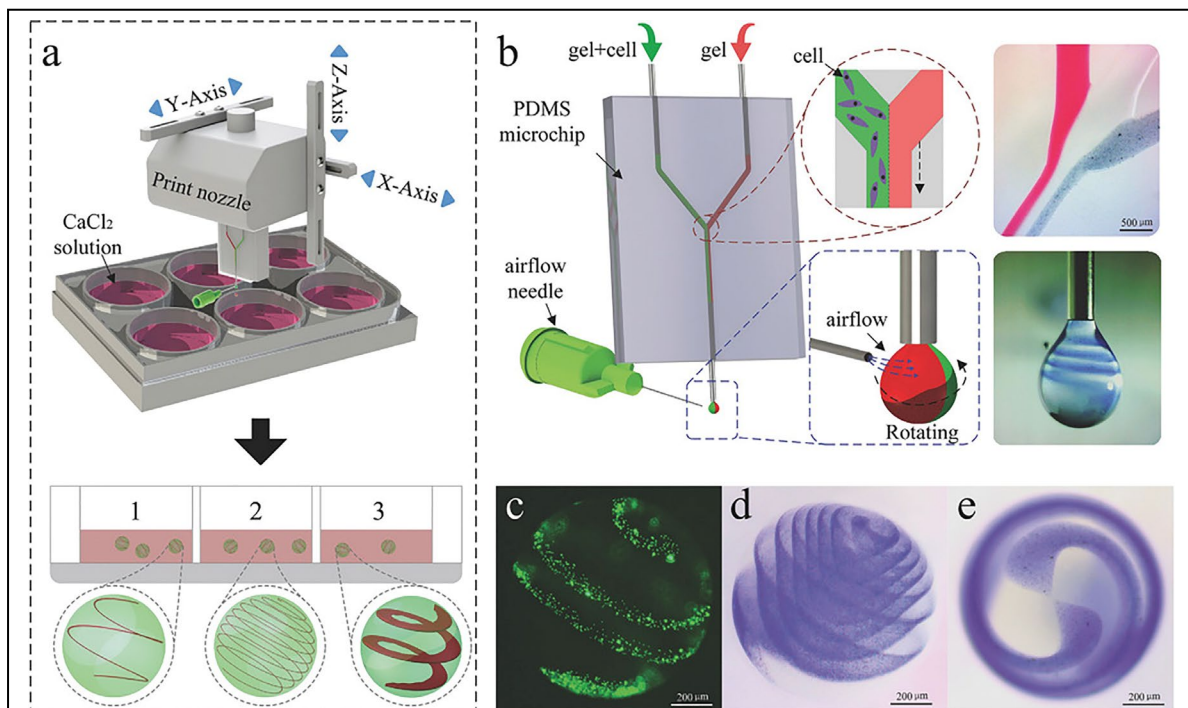 a
Y-Axis
Z-Axis
X-Axis
Print nozzle
CaCl₂
solution
1
2
3
b
gel+cell
gel
PDMS
microchip
cell
airflow
needle
airflow
Rotating
500 μm
c
200 μm
d
200 μm
e
200 μm